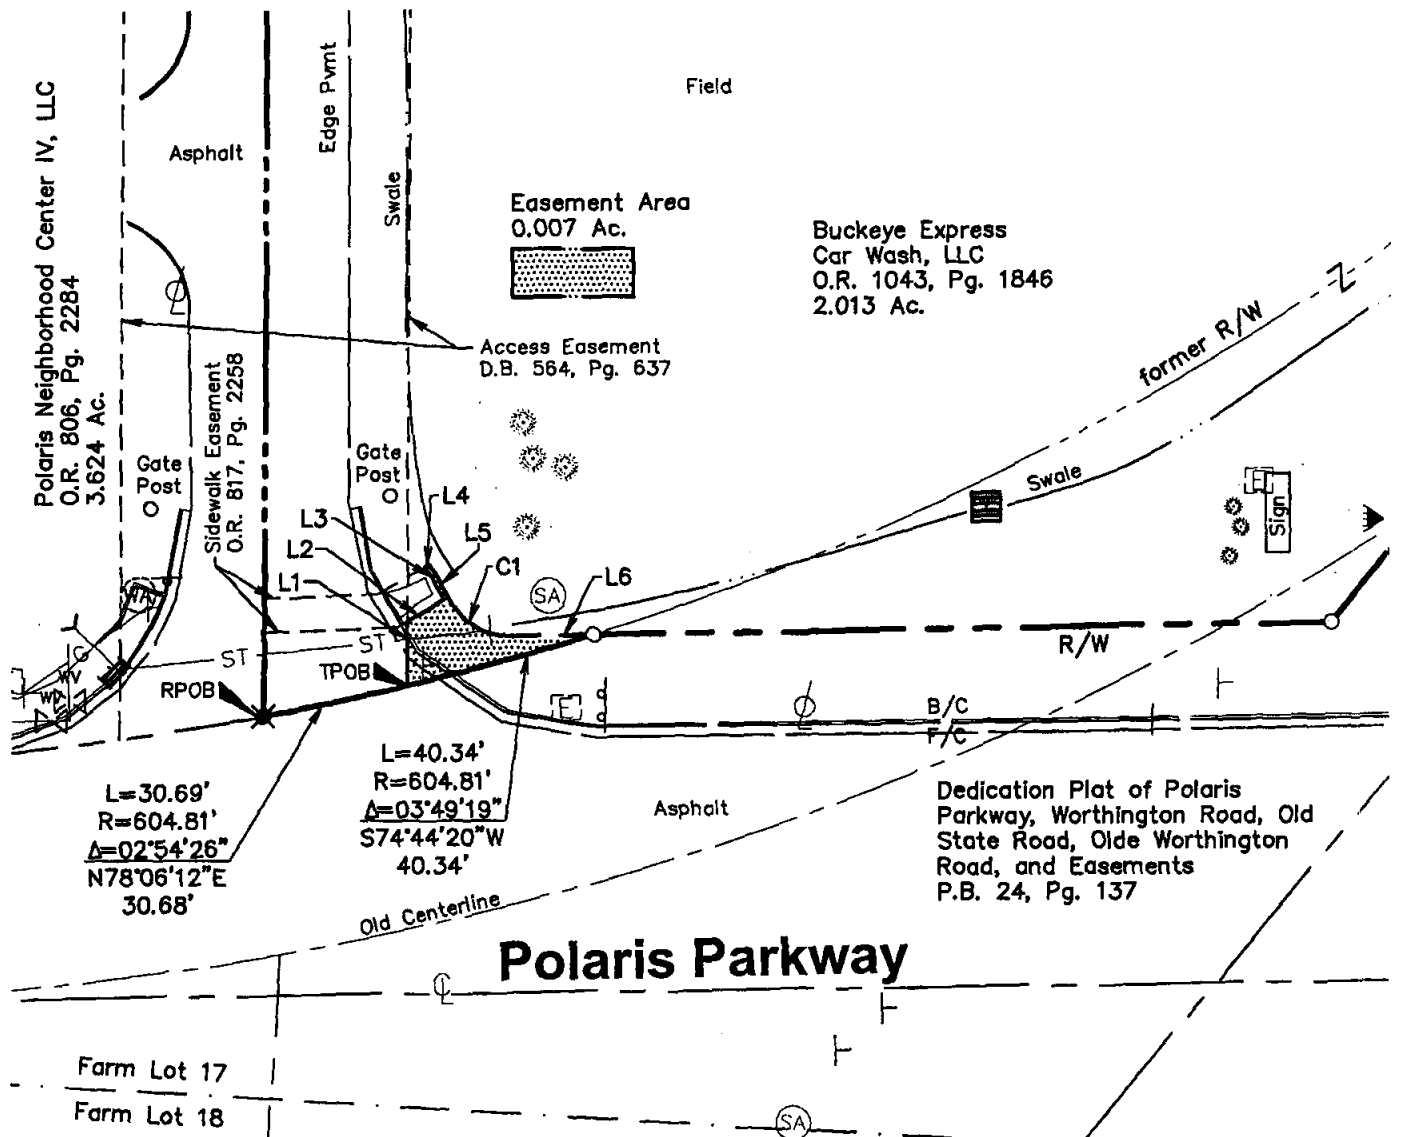 Polaris Neighborhood Center IV, LLC
O.R. 806, Pg. 2284
3.624 Ac.
Asphalt
Edge Pvmt
Swale
Field
Easement Area
0.007 Ac.
Buckeye Express
Car Wash, LLC
O.R. 1043, Pg. 1846
2.013 Ac.
former R/W
Access Easement
D.B. 564, Pg. 637
Sidewalk Easement
O.R. 817, Pg. 2258
Gate
Post
Gate
Post
L4
L3
L5
L2
L1
C1
L6
SA
Swale
E
Sign
R/W
ST
ST
TPOB
RPOB
G
WV
E
B/C
F/C
L=30.69'
R=604.81'
Δ=02°54'26"
N78°06'12"E
30.68'
L=40.34'
R=604.81'
Δ=03°49'19"
S74°44'20"W
40.34'
Asphalt
Dedication Plat of Polaris
Parkway, Worthington Road, Old
State Road, Olde Worthington
Road, and Easements
P.B. 24, Pg. 137
Old Centerline
Polaris Parkway
Farm Lot 17
Farm Lot 18
SA